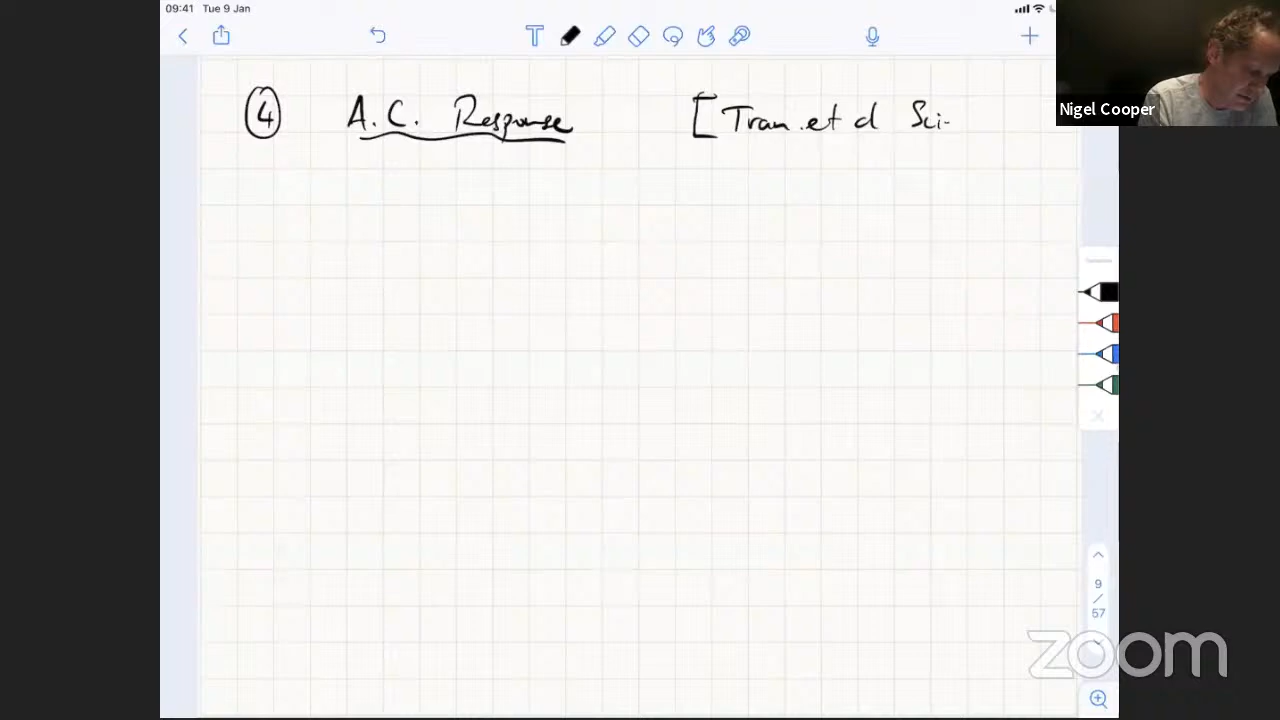 09:41 Tue 9 Jan
Nigel Cooper
④ A.C. Response [Tran et al Sci.
9
/
57
zoom